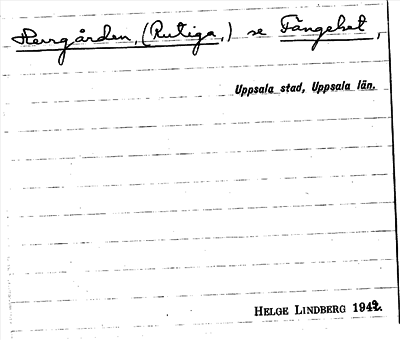 Herrgården, (Rutiga,) se Fängelset,
Uppsala stad, Uppsala län.
HELGE LINDBERG 1942.